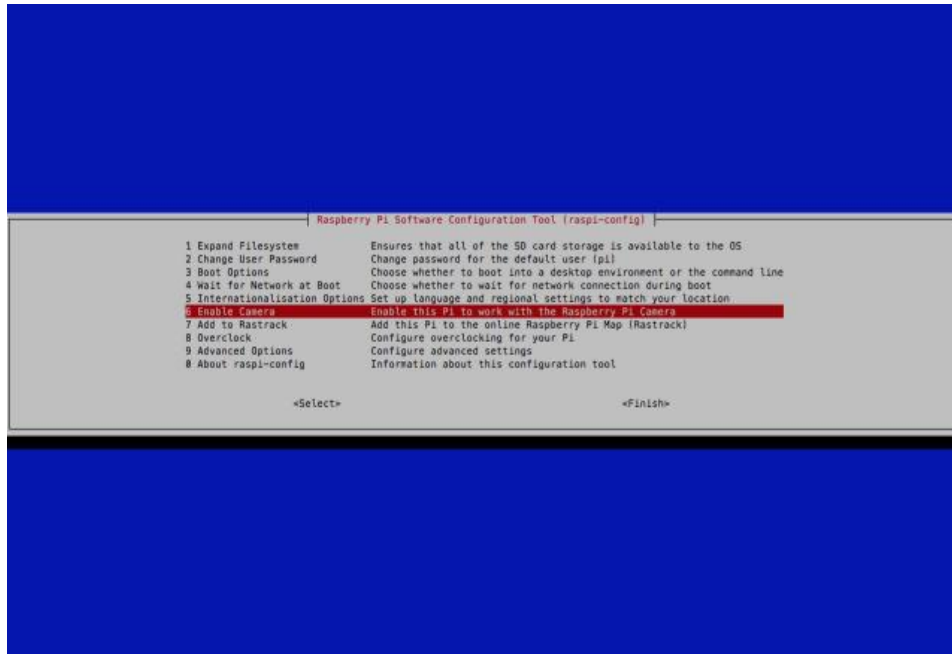 Raspberry Pi Software Configuration Tool (raspi-config)
1 Expand Filesystem Ensures that all of the SD card storage is available to the OS
2 Change User Password Change password for the default user (pi)
3 Boot Options Choose whether to boot into a desktop environment or the command line
4 Wait for Network at Boot Choose whether to wait for network connection during boot
5 Internationalisation Options Set up language and regional settings to match your location
6 Enable Camera Enable this Pi to work with the Raspberry Pi Camera
7 Add to Rastrack Add this Pi to the online Raspberry Pi Map (Rastrack)
8 Overclock Configure overclocking for your Pi
9 Advanced Options Configure advanced settings
0 About raspi-config Information about this configuration tool
<Select> <Finish>